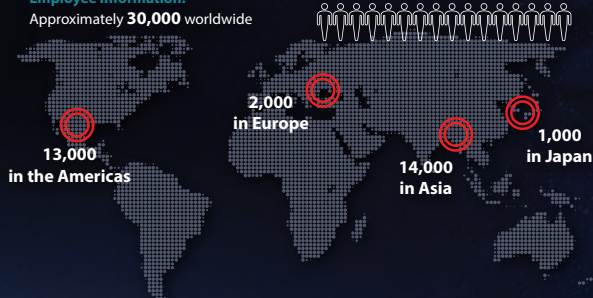 Employee Information:
Approximately 30,000 worldwide
2,000
in Europe
1,000
in Japan
13,000
in the Americas
14,000
in Asia